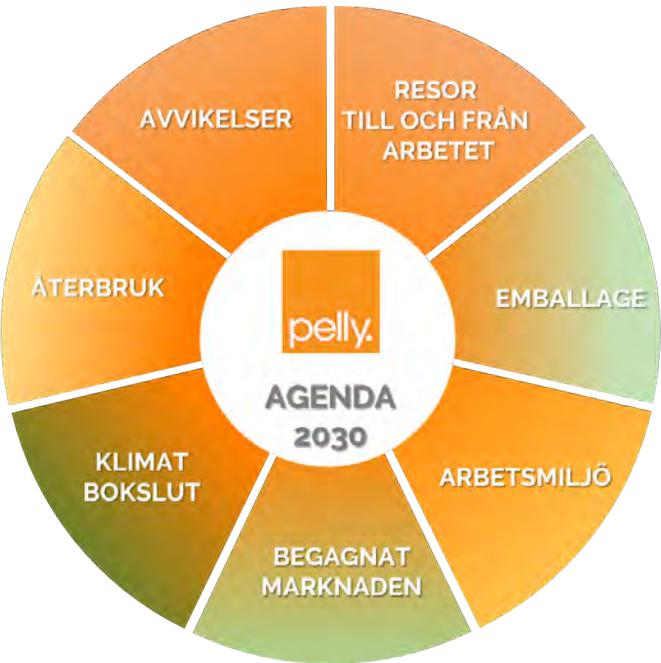 AVVIKELSER
RESOR
TILL OCH FRÅN
ARBETET
EMBALLAGE
ARBETSMILJÖ
BEGAGNAT
MARKNADEN
KLIMAT
BOKSLUT
ÅTERBRUK
pelly.
AGENDA
2030